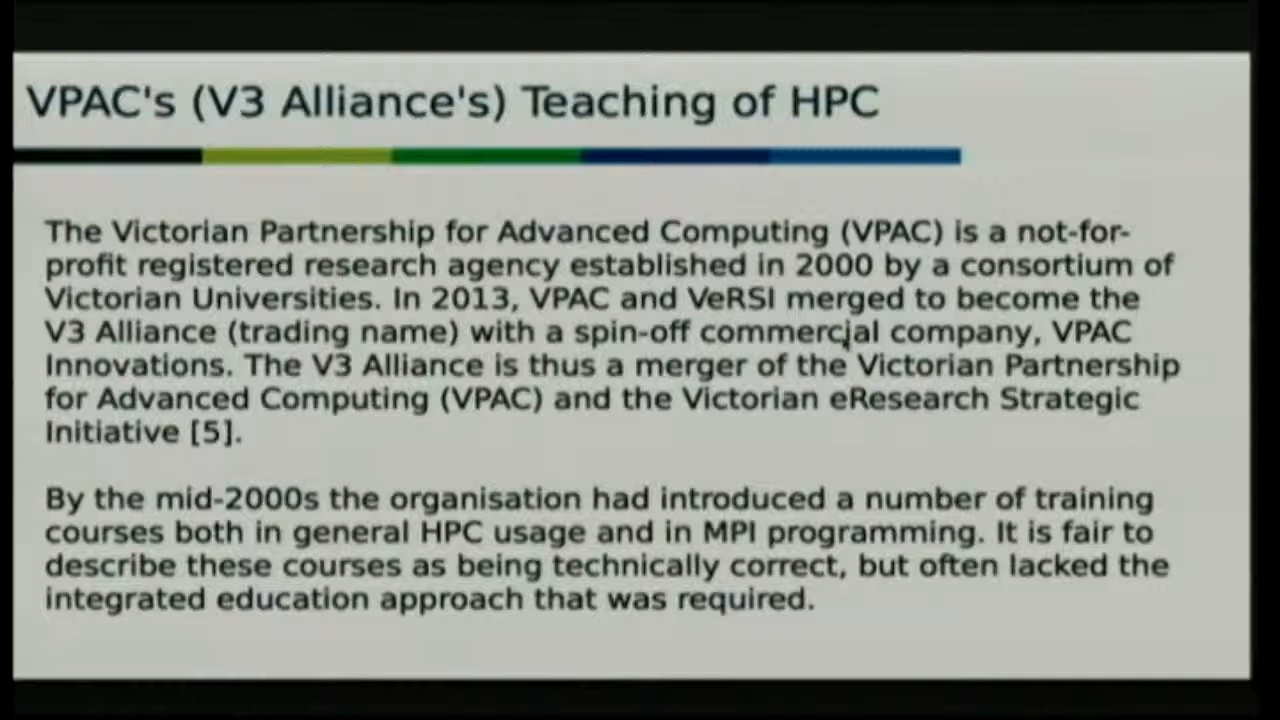 VPAC's (V3 Alliance's) Teaching of HPC
The Victorian Partnership for Advanced Computing (VPAC) is a not-for-
profit registered research agency established in 2000 by a consortium of
Victorian Universities. In 2013, VPAC and VeRSI merged to become the
V3 Alliance (trading name) with a spin-off commercial company, VPAC
Innovations. The V3 Alliance is thus a merger of the Victorian Partnership
for Advanced Computing (VPAC) and the Victorian eResearch Strategic
Initiative [5].
By the mid-2000s the organisation had introduced a number of training
courses both in general HPC usage and in MPI programming. It is fair to
describe these courses as being technically correct, but often lacked the
integrated education approach that was required.